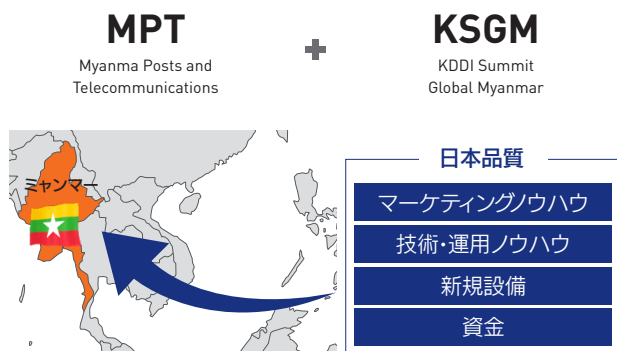 MPT
Myanma Posts and
Telecommunications
+
KSGM
KDDI Summit
Global Myanmar
ミャンマー
日本品質
マーケティングノウハウ
技術・運用ノウハウ
新規設備
資金